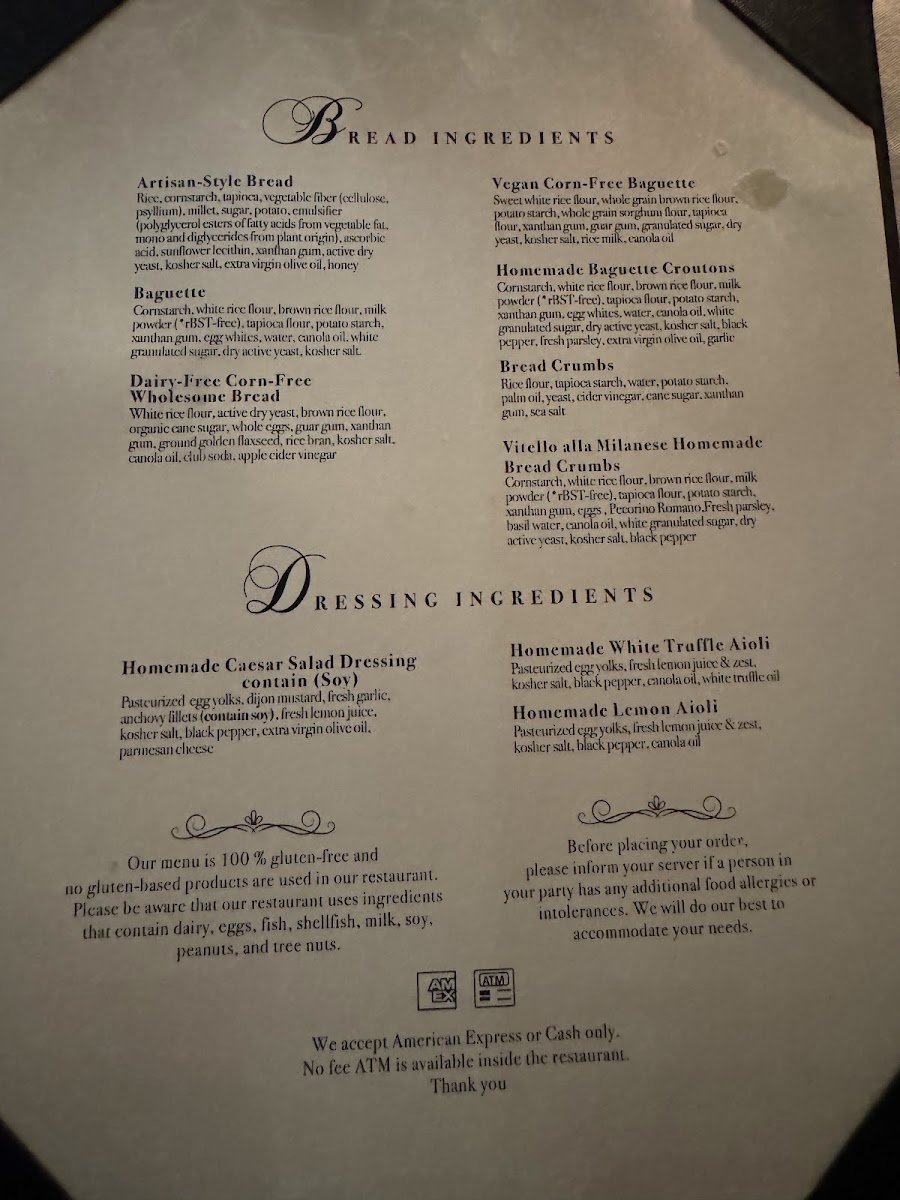 BREAD INGREDIENTS
Artisan-Style Bread
Rice, cornstarch, tapioca, vegetable fiber (cellulose,
psyllium), millet, sugar, potato, emulsifier
(polyglycerol esters of fatty acids from vegetable fat,
mono and diglycerides from plant origin), ascorbic
acid, sunflower lecithin, xanthan gum, active dry
yeast, kosher salt, extra virgin olive oil, honey
Baguette
Cornstarch, white rice flour, brown rice flour, milk
powder (*rBST-free), tapioca flour, potato starch,
xanthan gum, egg whites, water, canola oil, white
granulated sugar, dry active yeast, kosher salt.
Dairy-Free Corn-Free
Wholesome Bread
White rice flour, active dry yeast, brown rice flour,
organic cane sugar, whole eggs, guar gum, xanthan
gum, ground golden flaxseed, rice bran, kosher salt,
canola oil, club soda, apple cider vinegar
Vegan Corn-Free Baguette
Sweet white rice flour, whole grain brown rice flour,
potato starch, whole grain sorghum flour, tapioca
flour, xanthan gum, guar gum, granulated sugar, dry
yeast, kosher salt, rice milk, canola oil
Homemade Baguette Croutons
Cornstarch, white rice flour, brown rice flour, milk
powder (*rBST-free), tapioca flour, potato starch,
xanthan gum, egg whites, water, canola oil, white
granulated sugar, dry active yeast, kosher salt, black
pepper, fresh parsley, extra virgin olive oil, garlic
Bread Crumbs
Rice flour, tapioca starch, water, potato starch,
palm oil, yeast, cider vinegar, cane sugar, xanthan
gum, sea salt
Vitello alla Milanese Homemade
Bread Crumbs
Cornstarch, white rice flour, brown rice flour, milk
powder (*rBST-free), tapioca flour, potato starch,
xanthan gum, eggs , Pecorino Romano,Fresh parsley,
basil water, canola oil, white granulated sugar, dry
active yeast, kosher salt, black pepper
DRESSING INGREDIENTS
Homemade Caesar Salad Dressing
contain (Soy)
Pasteurized egg yolks, dijon mustard, fresh garlic,
anchovy fillets (contain soy), fresh lemon juice,
kosher salt, black pepper, extra virgin olive oil,
parmesan cheese
Homemade White Truffle Aioli
Pasteurized egg yolks, fresh lemon juice & zest,
kosher salt, black pepper, canola oil, white truffle oil
Homemade Lemon Aioli
Pasteurized egg yolks, fresh lemon juice & zest,
kosher salt, black pepper, canola oil
Our menu is 100 % gluten-free and
no gluten-based products are used in our restaurant.
Please be aware that our restaurant uses ingredients
that contain dairy, eggs, fish, shellfish, milk, soy,
peanuts, and tree nuts.
Before placing your order,
please inform your server if a person in
your party has any additional food allergies or
intolerances. We will do our best to
accommodate your needs.
AM
EX
ATM
We accept American Express or Cash only.
No fee ATM is available inside the restaurant.
Thank you